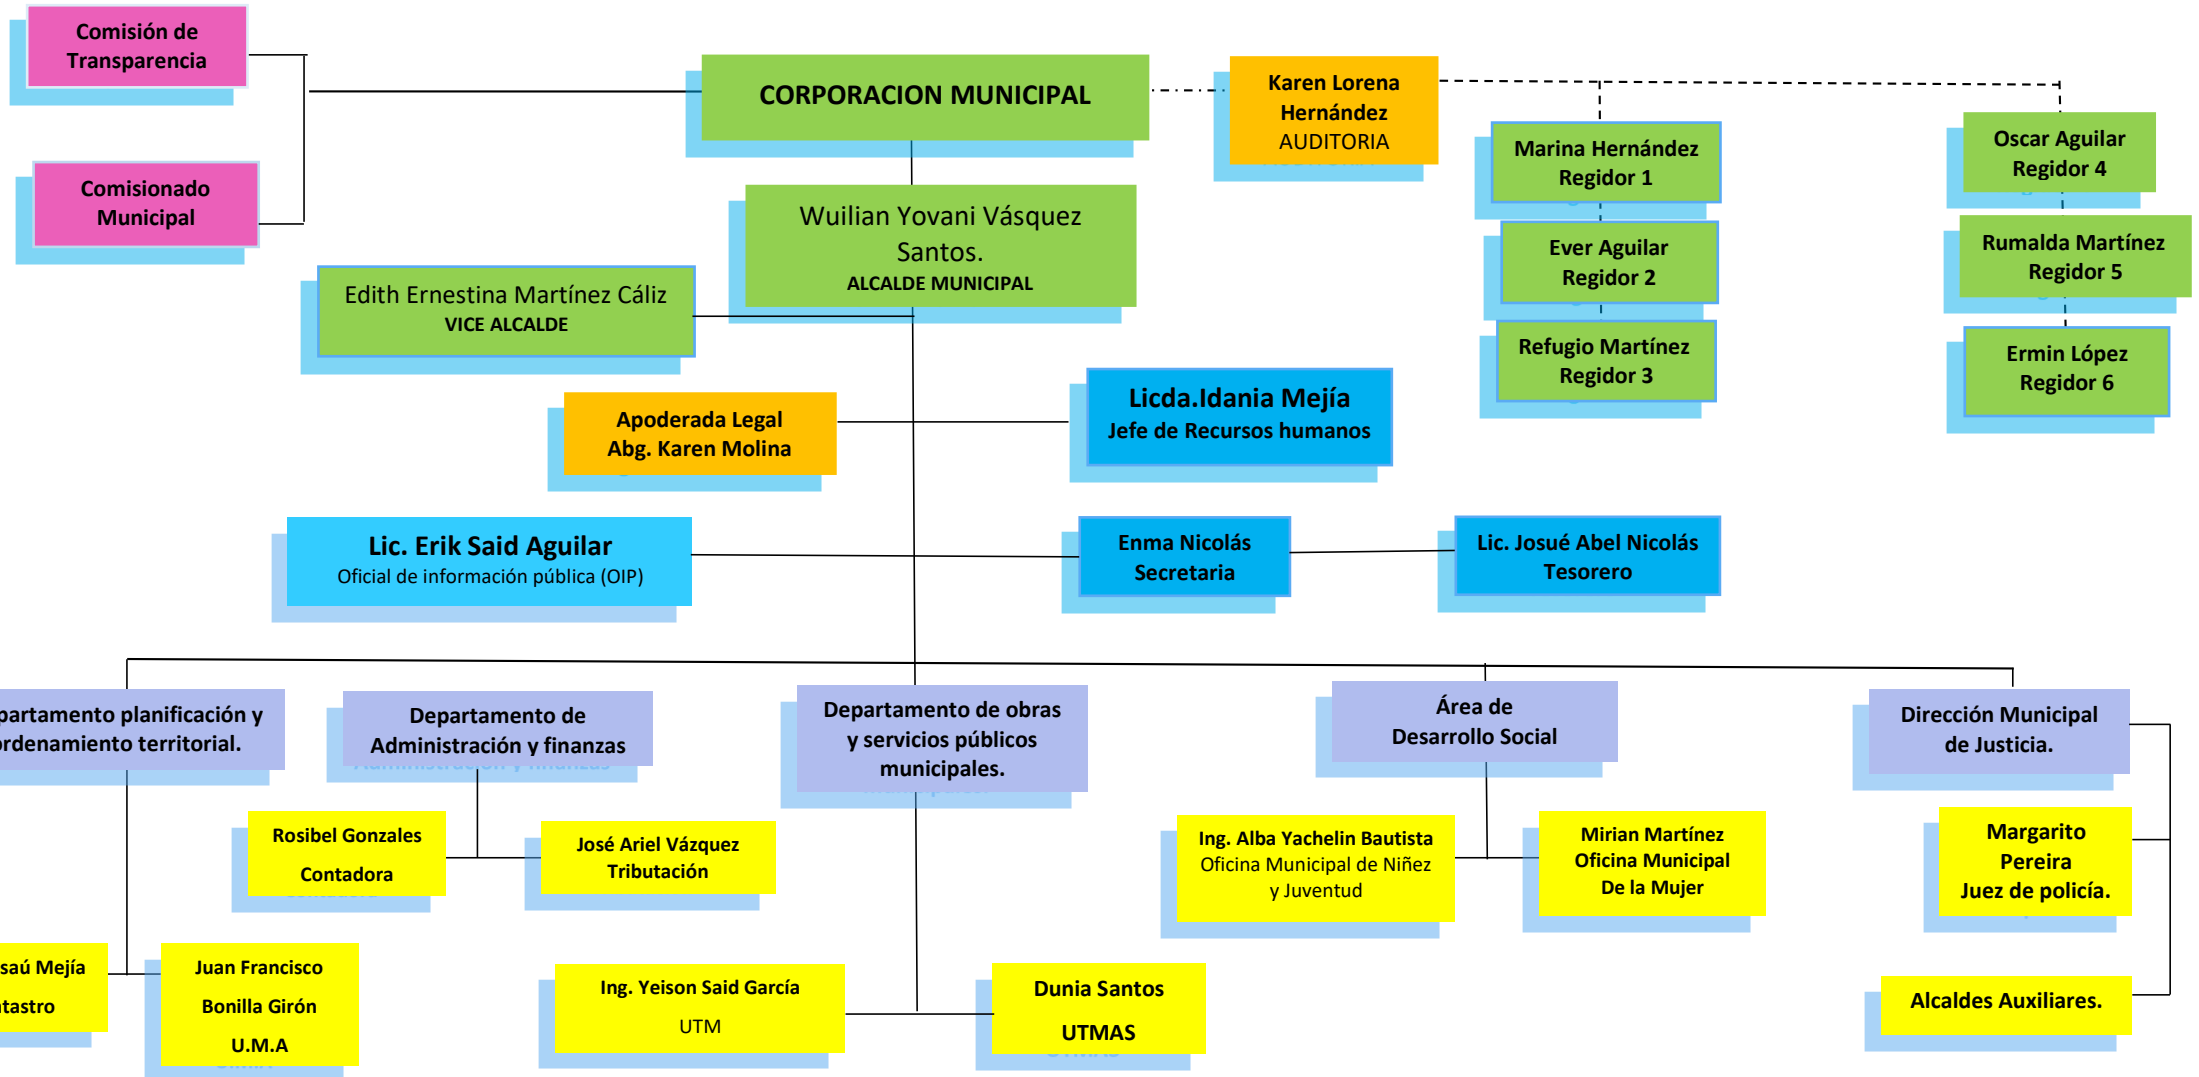 Comisión de
Transparencia
CORPORACION MUNICIPAL
Karen Lorena
Hernández
AUDITORIA
Marina Hernández
Regidor 1
Oscar Aguilar
Regidor 4
Comisionado
Municipal
Wuilian Yovani Vásquez
Santos.
ALCALDE MUNICIPAL
Ever Aguilar
Regidor 2
Rumalda Martínez
Regidor 5
Edith Ernestina Martínez Cáliz
VICE ALCALDE
Refugio Martínez
Regidor 3
Ermin López
Regidor 6
Apoderada Legal
Abg. Karen Molina
Licda.Idania Mejía
Jefe de Recursos humanos
Lic. Erik Said Aguilar
Oficial de información pública (OIP)
Enma Nicolás
Secretaria
Lic. Josué Abel Nicolás
Tesorero
planificación y
territorial.
Departamento de
Administración y finanzas
Departamento de obras
y servicios públicos
municipales.
Área de
Desarrollo Social
Dirección Municipal
de Justicia.
Rosibel Gonzales
Contadora
José Ariel Vázquez
Tributación
Ing. Alba Yachelin Bautista
Oficina Municipal de Niñez
y Juventud
Mirian Martínez
Oficina Municipal
De la Mujer
Margarito
Pereira
Juez de policía.
Mejía
Juan Francisco
Bonilla Girón
U.M.A
Ing. Yeison Said García
UTM
Dunia Santos
UTMAS
Alcaldes Auxiliares.